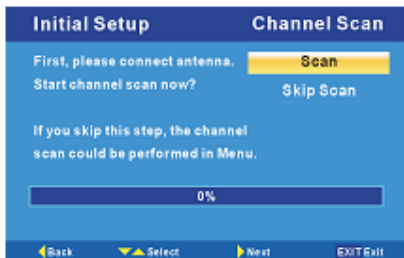 Initial Setup Channel Scan
First, please connect antenna.
Scan
Start channel scan now?
Skip Scan
If you skip this step, the channel
scan could be performed in Menu.
0%
Back Select Next EXIT Exit